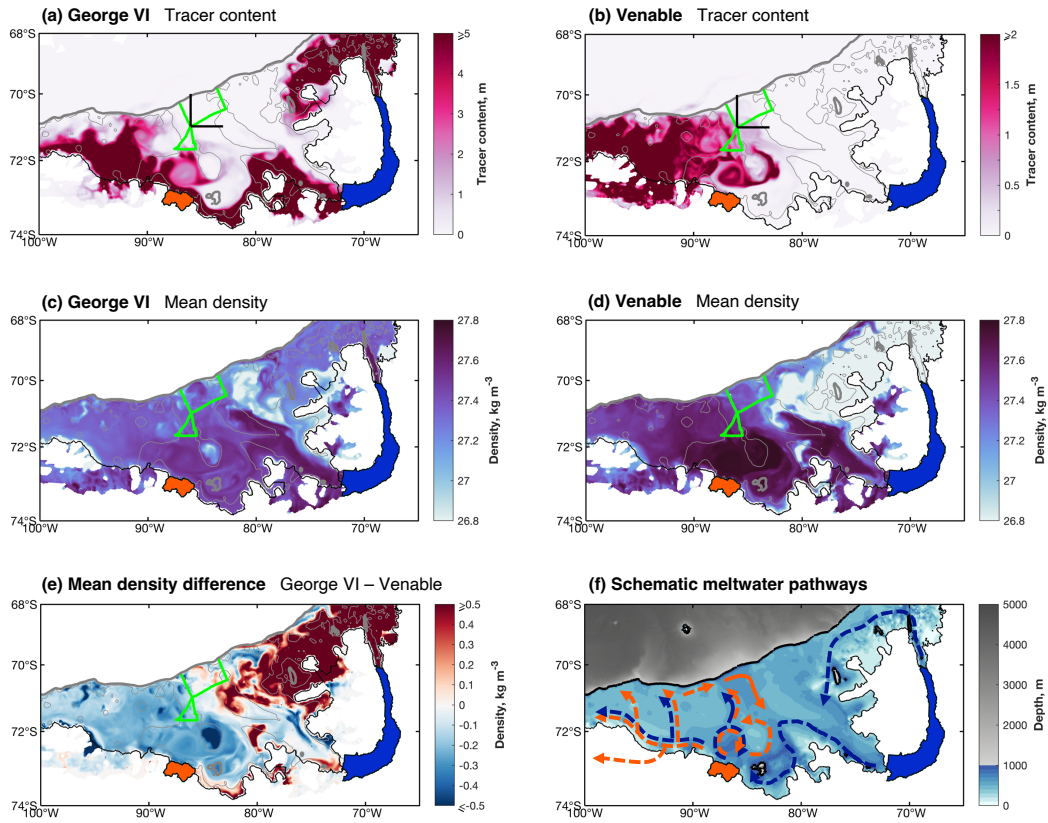 (a) George VI Tracer content
68°S
70°S
72°S
74°S
100°W 90°W 80°W 70°W
⩾5
4
3
2
1
0
Tracer content, m
(b) Venable Tracer content
68°S
70°S
72°S
74°S
100°W 90°W 80°W 70°W
⩾2
1.5
1
0.5
0
Tracer content, m
(c) George VI Mean density
68°S
70°S
72°S
74°S
100°W 90°W 80°W 70°W
27.8
27.6
27.4
27.2
27
26.8
Density, kg m⁻³
(d) Venable Mean density
68°S
70°S
72°S
74°S
100°W 90°W 80°W 70°W
27.8
27.6
27.4
27.2
27
26.8
Density, kg m⁻³
(e) Mean density difference George VI – Venable
68°S
70°S
72°S
74°S
100°W 90°W 80°W 70°W
⩾0.5
0.4
0.3
0.2
0.1
0
-0.1
-0.2
-0.3
-0.4
⩽-0.5
Density, kg m⁻³
(f) Schematic meltwater pathways
68°S
70°S
72°S
74°S
100°W 90°W 80°W 70°W
5000
4000
3000
2000
1000
0
Depth, m